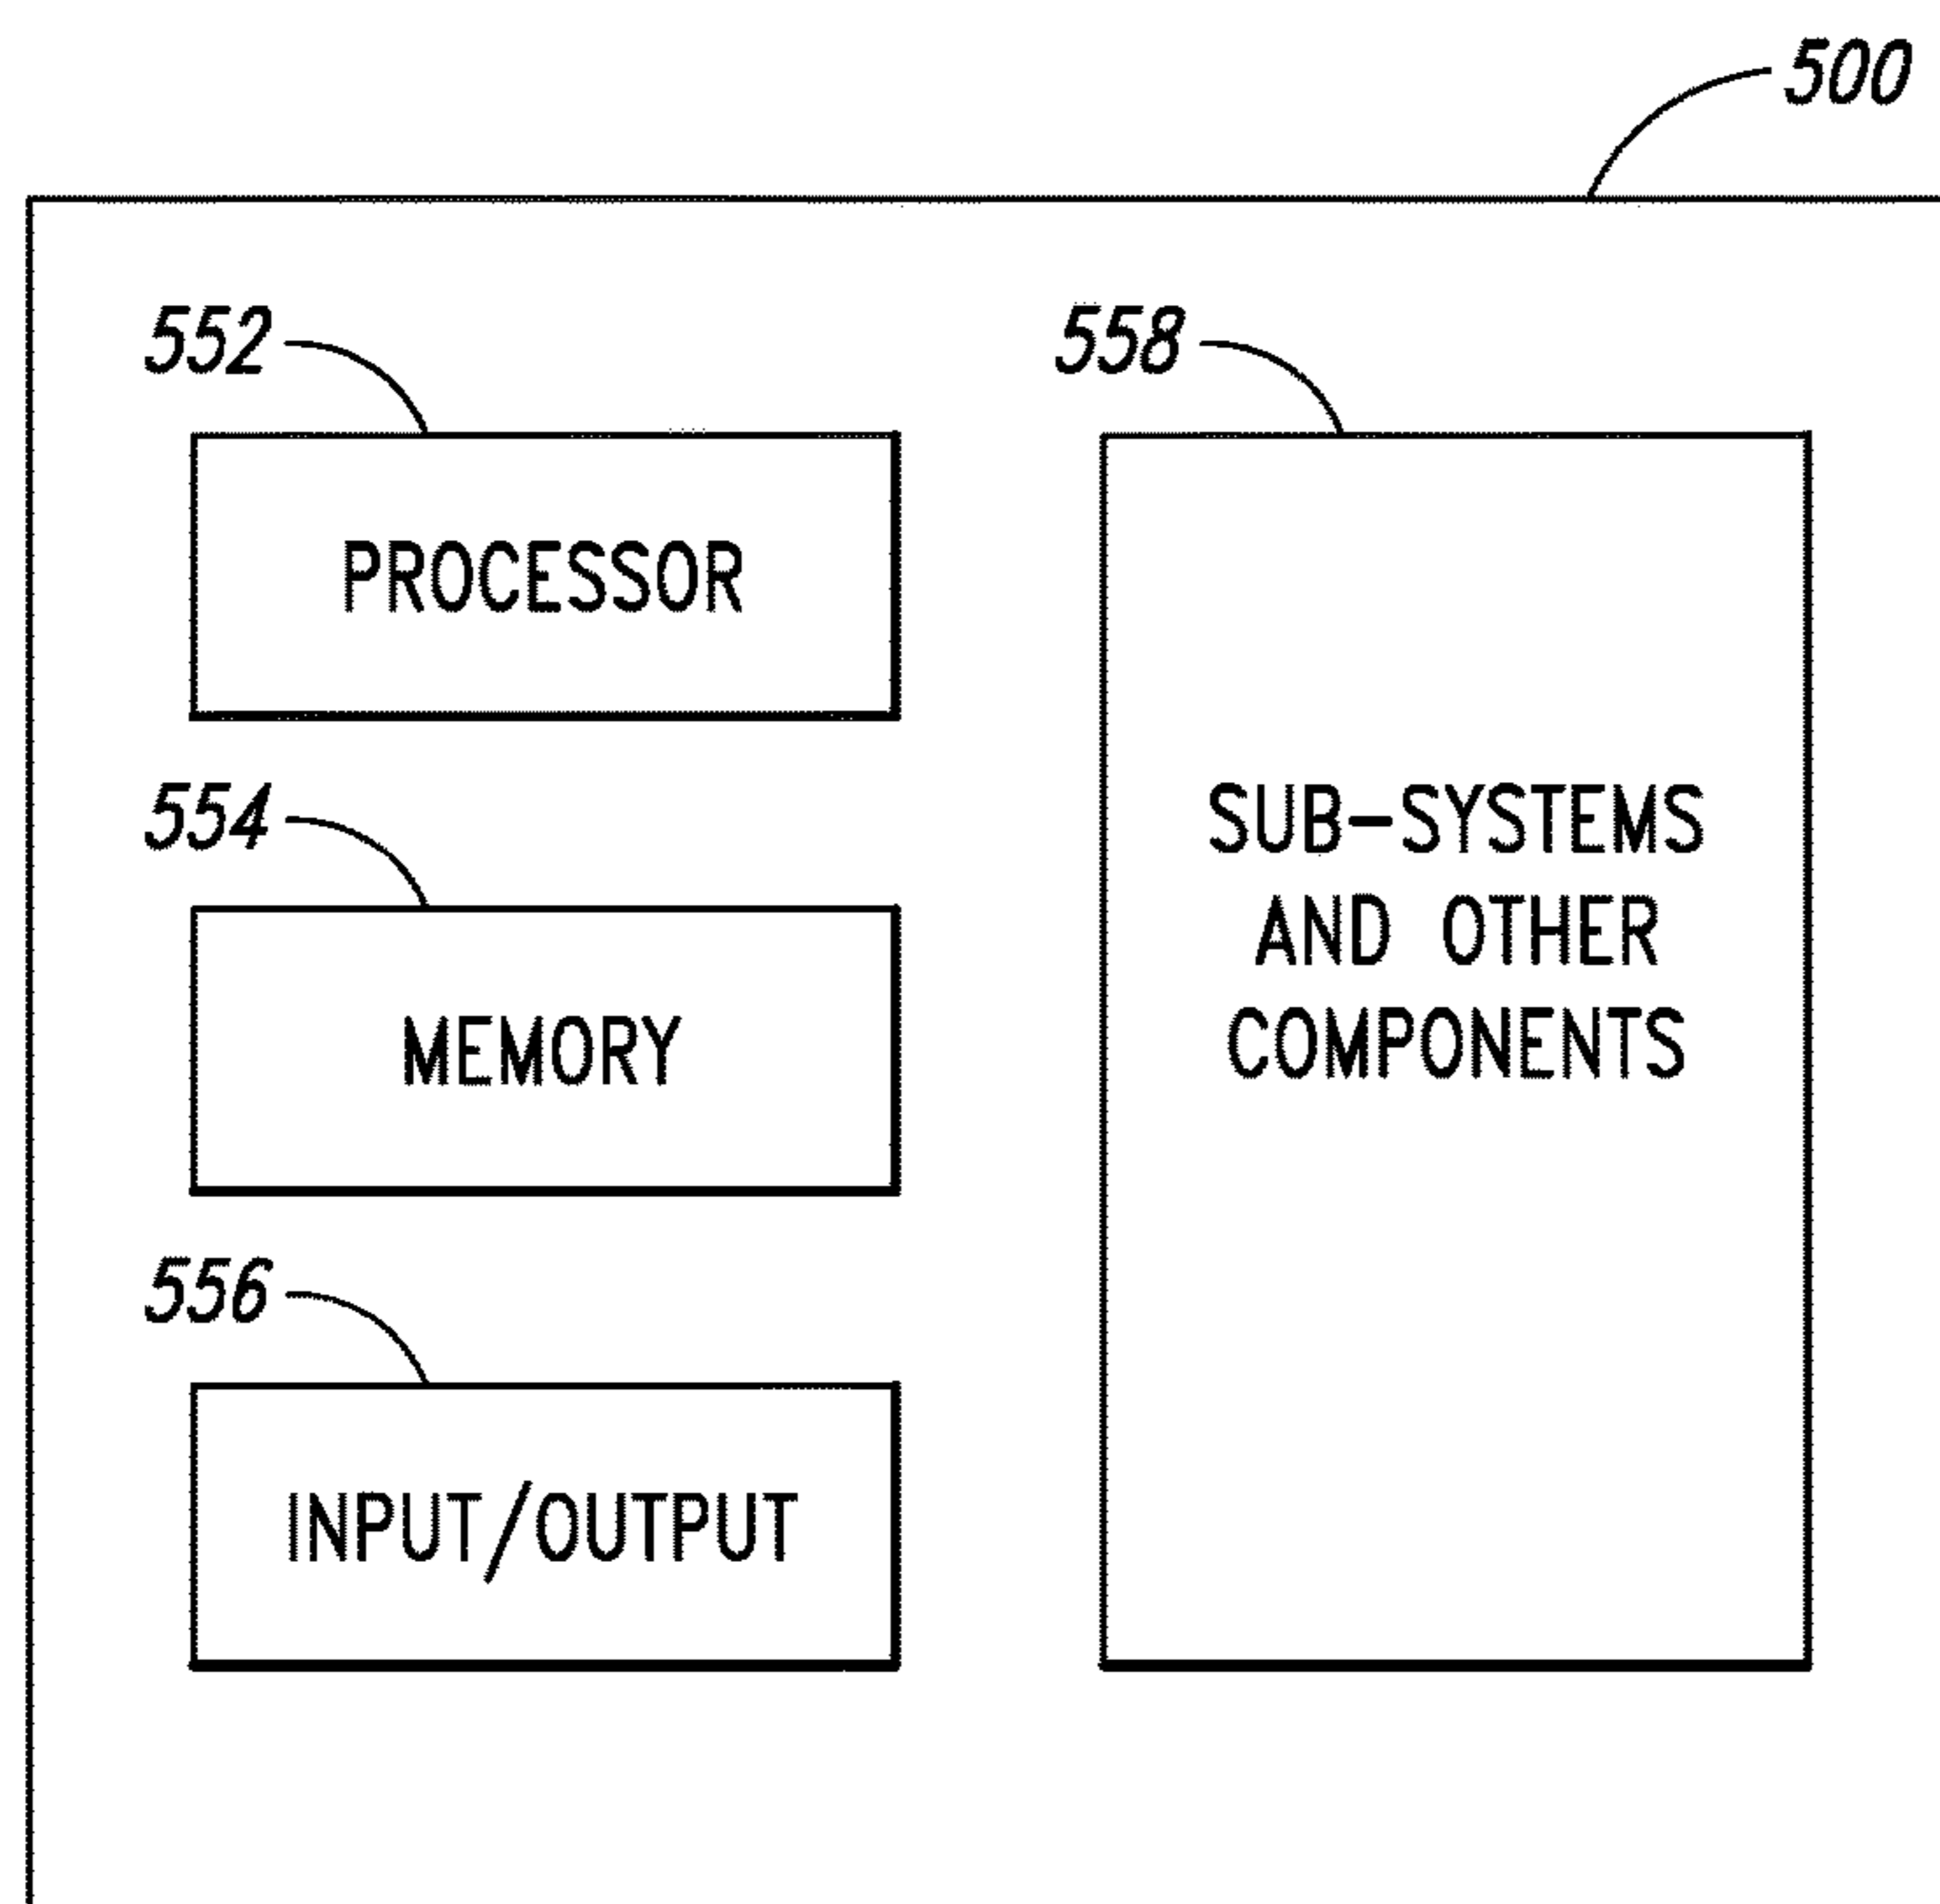 500
552
PROCESSOR
554
MEMORY
556
INPUT/OUTPUT
558
SUB-SYSTEMS
AND OTHER
COMPONENTS